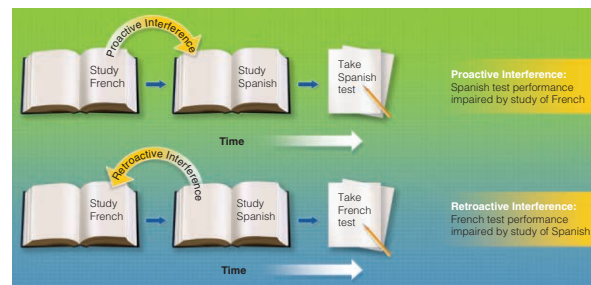 Proactive Interference
Study
French
Study
Spanish
Take
Spanish
test
Proactive Interference:
Spanish test performance
impaired by study of French
Time
Retroactive Interference
Study
French
Study
Spanish
Take
French
test
Retroactive Interference:
French test performance
impaired by study of Spanish
Time